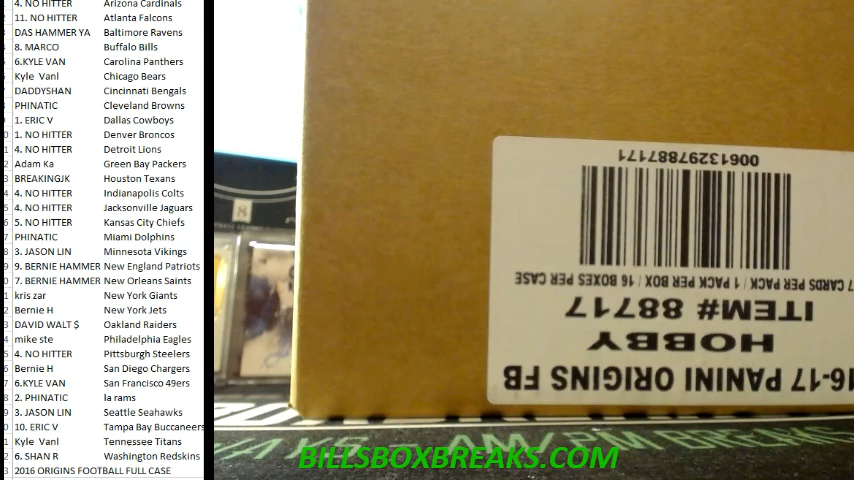 4. NO HITTER Arizona Cardinals
11. NO HITTER Atlanta Falcons
DAS HAMMER YA Baltimore Ravens
8. MARCO Buffalo Bills
6.KYLE VAN Carolina Panthers
Kyle Vanl Chicago Bears
DADDYSHAN Cincinnati Bengals
PHINATIC Cleveland Browns
1. ERIC V Dallas Cowboys
1. NO HITTER Denver Broncos
4. NO HITTER Detroit Lions
Adam Ka Green Bay Packers
BREAKINGJK Houston Texans
4. NO HITTER Indianapolis Colts
4. NO HITTER Jacksonville Jaguars
5. NO HITTER Kansas City Chiefs
PHINATIC Miami Dolphins
3. JASON LIN Minnesota Vikings
9. BERNIE HAMMER New England Patriots
7. BERNIE HAMMER New Orleans Saints
kris zar New York Giants
Bernie H New York Jets
DAVID WALT $ Oakland Raiders
mike ste Philadelphia Eagles
4. NO HITTER Pittsburgh Steelers
Bernie H San Diego Chargers
6.KYLE VAN San Francisco 49ers
2. PHINATIC la rams
3. JASON LIN Seattle Seahawks
10. ERIC V Tampa Bay Buccaneers
Kyle Vanl Tennessee Titans
6. SHAN R Washington Redskins
2016 ORIGINS FOOTBALL FULL CASE
16-17 PANINI ORIGINS FB
HOBBY
ITEM# 88717
7 CARDS PER PACK / 1 PACK PER BOX / 16 BOXES PER CASE
00613297887171
8
BILLSBOXBREAKS.COM